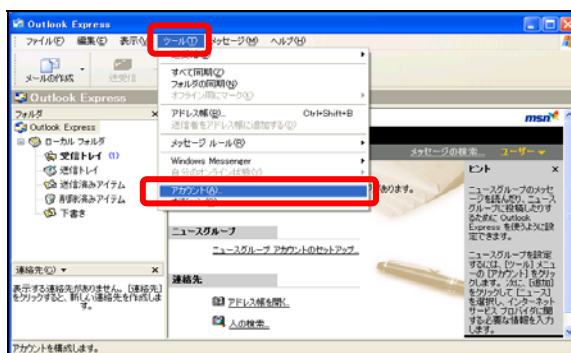 Outlook Express
ファイル(F) 編集(E) 表示(V) ツール(T) メッセージ(M) ヘルプ(H)
メールの作成 送受信
すべて同期(Z)
フォルダの同期(N)
オフライン用にマーク(K)
アドレス帳(B)... Ctrl+Shift+B
送信者をアドレス帳に追加する(D)
メッセージ ルール(R)
Windows Messenger
自分のオンライン状態(V)
アカウント(A)...
Outlook Express
フォルダ ×
msn
Outlook Express
ローカル フォルダ
受信トレイ (1)
送信トレイ
送信済みアイテム
削除済みアイテム
下書き
メッセージの検索... ユーザー
あります。
ニュースグループ
ニュースグループ アカウントのセットアップ...
連絡先
アドレス帳を開く...
人の検索...
ヒント ×
ニュースグループのメッセ
ージを読んだり、ニュース
グループに投稿したりす
るために Outlook
Express を使うように設
定できます。
ニュースグループを設定
するには、[ツール] メニュ
ーの [アカウント] をクリッ
クします。次に、[追加]
をクリックして [ニュース]
を選択し、インターネット
サービス プロバイダに関
する必要な情報を入力
します。
連絡先(C) ×
表示する連絡先がありません。[連絡先]
をクリックすると、新しい連絡先を作成しま
す。
アカウントを構成します。